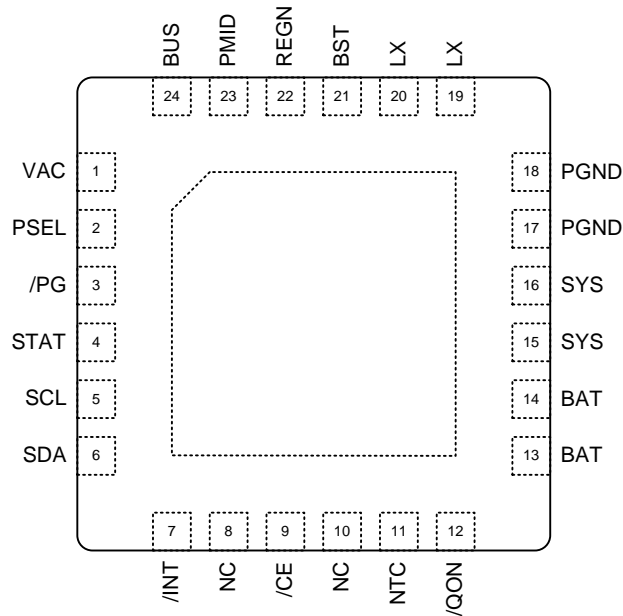 BUS PMID REGN BST LX LX
24 23 22 21 20 19
VAC 1 18 PGND
PSEL 2 17 PGND
/PG 3 16 SYS
STAT 4 15 SYS
SCL 5 14 BAT
SDA 6 13 BAT
7 8 9 10 11 12
/INT NC /CE NC NTC /QON